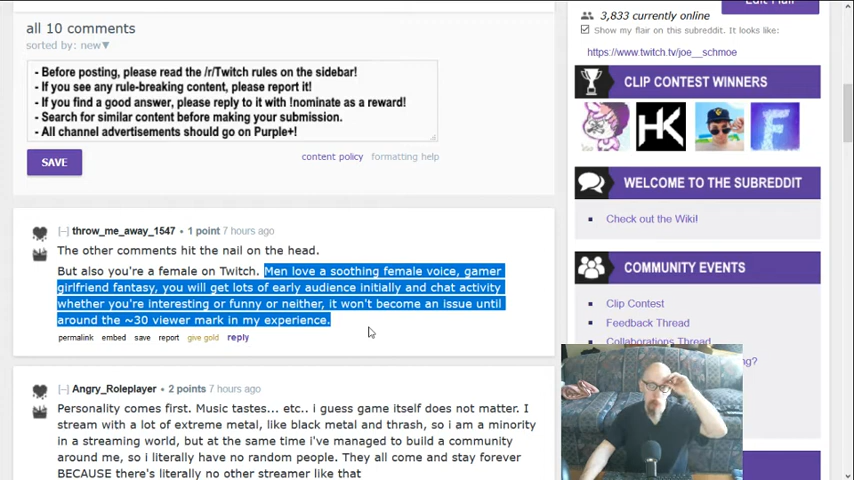 Edit Flair
3,833 currently online
Show my flair on this subreddit. It looks like:
https://www.twitch.tv/joe__schmoe
all 10 comments
sorted by: new▼
- Before posting, please read the /r/Twitch rules on the sidebar!
- If you see any rule-breaking content, please report it!
- If you find a good answer, please reply to it with !nominate as a reward!
- Search for similar content before making your submission.
- All channel advertisements should go on Purple+!
SAVE
content policy formatting help
[–] throw_me_away_1547 • 1 point 7 hours ago
The other comments hit the nail on the head.
But also you're a female on Twitch. Men love a soothing female voice, gamer
girlfriend fantasy, you will get lots of early audience initially and chat activity
whether you're interesting or funny or neither, it won't become an issue until
around the ~30 viewer mark in my experience.
permalink embed save report give gold reply
[–] Angry_Roleplayer • 2 points 7 hours ago
Personality comes first. Music tastes... etc.. i guess game itself does not matter. I
stream with a lot of extreme metal, like black metal and thrash, so i am a minority
in a streaming world, but at the same time i've managed to build a community
around me, so i literally have no random people. They all come and stay forever
BECAUSE there's literally no other streamer like that
CLIP CONTEST WINNERS
HK
F
WELCOME TO THE SUBREDDIT
Check out the Wiki!
COMMUNITY EVENTS
Clip Contest
Feedback Thread
Collaborations Thread